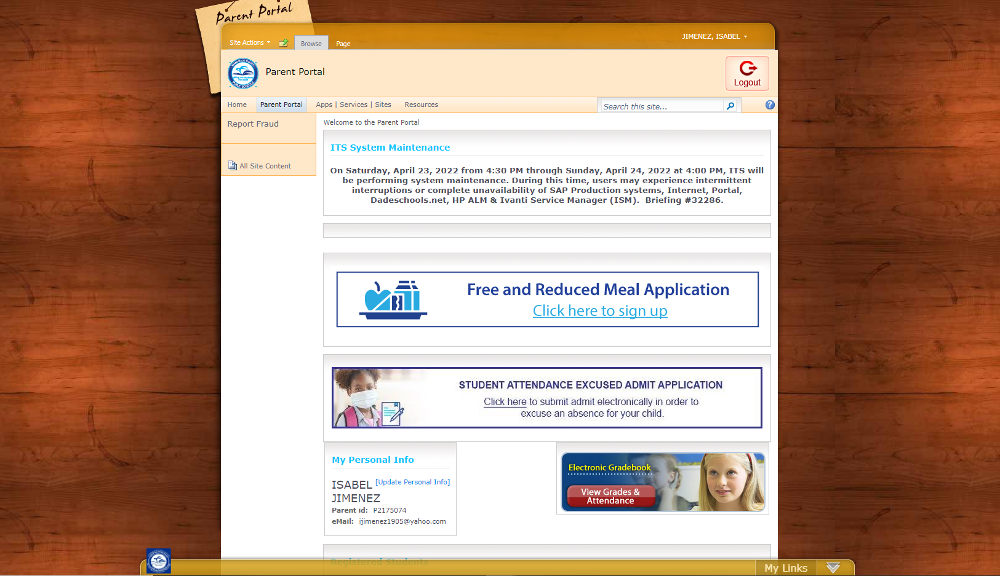 Parent Portal
JIMENEZ, ISABEL
Site Actions
Browse
Page
Parent Portal
Logout
Home
Parent Portal
Apps | Services | Sites
Resources
Search this site...
Report Fraud
All Site Content
Welcome to the Parent Portal
ITS System Maintenance
On Saturday, April 23, 2022 from 4:30 PM through Sunday, April 24, 2022 at 4:00 PM, ITS will
be performing system maintenance. During this time, users may experience intermittent
interruptions or complete unavailability of SAP Production systems, Internet, Portal,
Dadeschools.net, HP ALM & Ivanti Service Manager (ISM).  Briefing #32286.
Free and Reduced Meal Application
Click here to sign up
STUDENT ATTENDANCE EXCUSED ADMIT APPLICATION
Click here to submit admit electronically in order to
excuse an absence for your child.
My Personal Info
ISABEL [Update Personal Info]
JIMENEZ
Parent id: P2175074
eMail: ijimenez1905@yahoo.com
Electronic Gradebook
View Grades &
Attendance
Registered Students
My Links